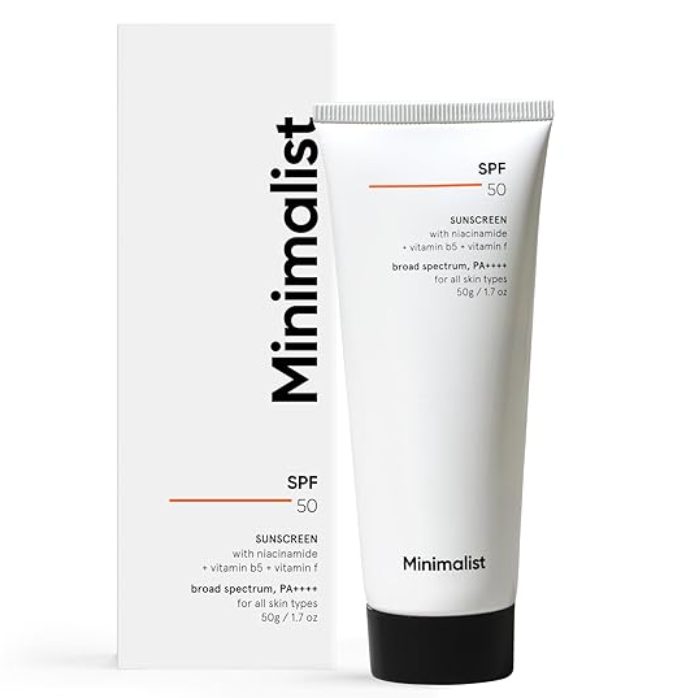 Minimalist
SPF
50
SUNSCREEN
with niacinamide
+ vitamin b5 + vitamin f
broad spectrum, PA++++
for all skin types
50g / 1.7 oz
SPF
50
SUNSCREEN
with niacinamide
+ vitamin b5 + vitamin f
broad spectrum, PA++++
for all skin types
50g / 1.7 oz
Minimalist